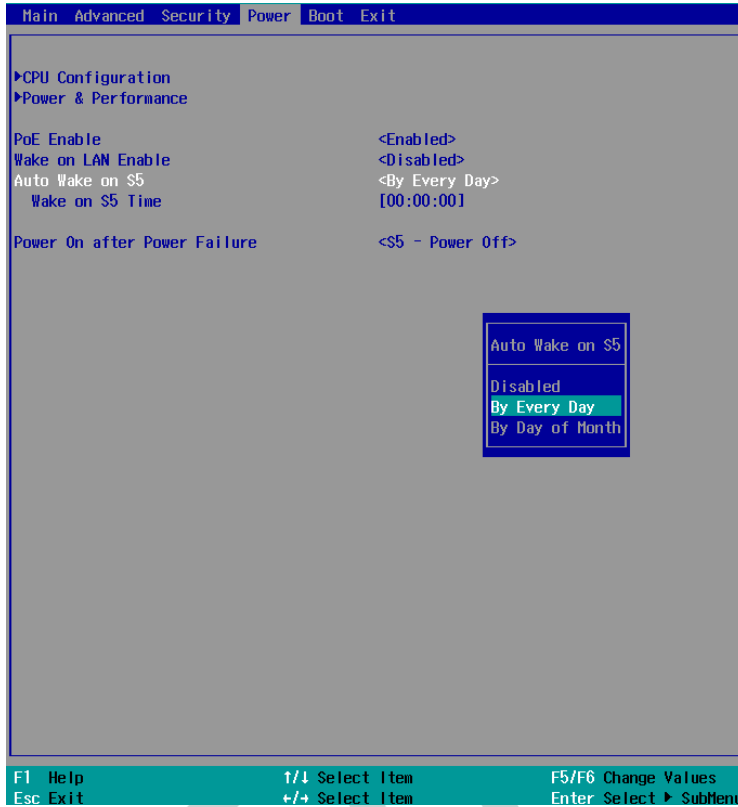 Main Advanced Security Power Boot Exit
▶CPU Configuration
▶Power & Performance
PoE Enable <Enabled>
Wake on LAN Enable <Disabled>
Auto Wake on S5 <By Every Day>
Wake on S5 Time [00:00:00]
Power On after Power Failure <S5 - Power Off>
Auto Wake on S5
Disabled
By Every Day
By Day of Month
F1 Help ↑/↓ Select Item F5/F6 Change Values
Esc Exit ←/→ Select Item Enter Select ▶ SubMenu